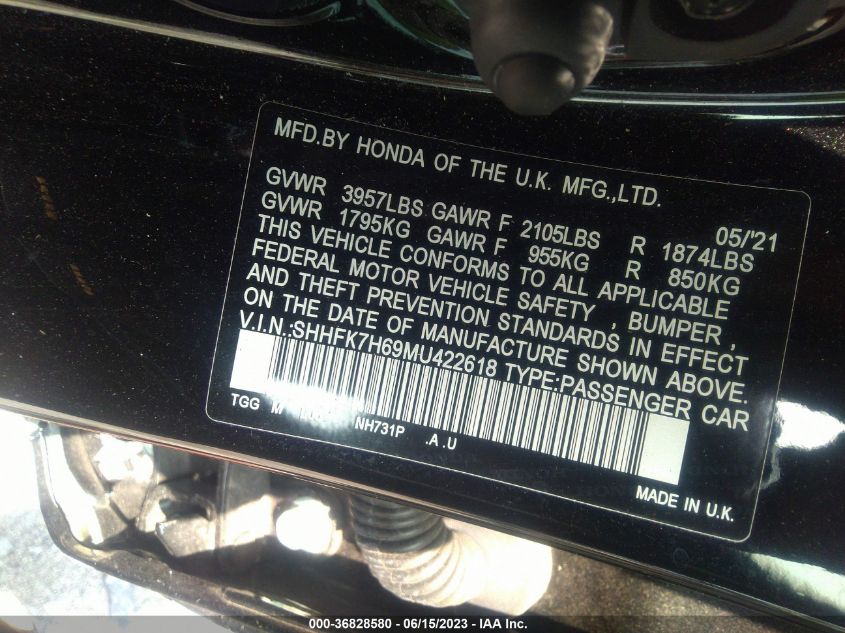 MFD.BY HONDA OF THE U.K. MFG.,LTD.
05/'21
GVWR 3957LBS GAWR F 2105LBS R 1874LBS
GVWR 1795KG GAWR F 955KG R 850KG
THIS VEHICLE CONFORMS TO ALL APPLICABLE
FEDERAL MOTOR VEHICLE SAFETY , BUMPER ,
AND THEFT PREVENTION STANDARDS IN EFFECT
ON THE DATE OF MANUFACTURE SHOWN ABOVE.
V.I.N.:SHHFK7H69MU422618 TYPE:PASSENGER CAR
TGG NH731P .A .U
MADE IN U.K.
000-36828580 - 06/15/2023 - IAA Inc.